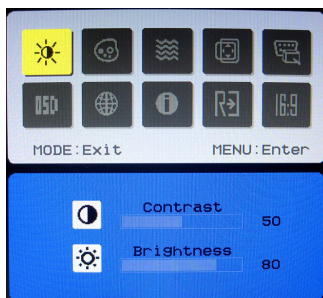 OSD R 16:9
MODE:Exit MENU:Enter
Contrast
50
Brightness
80